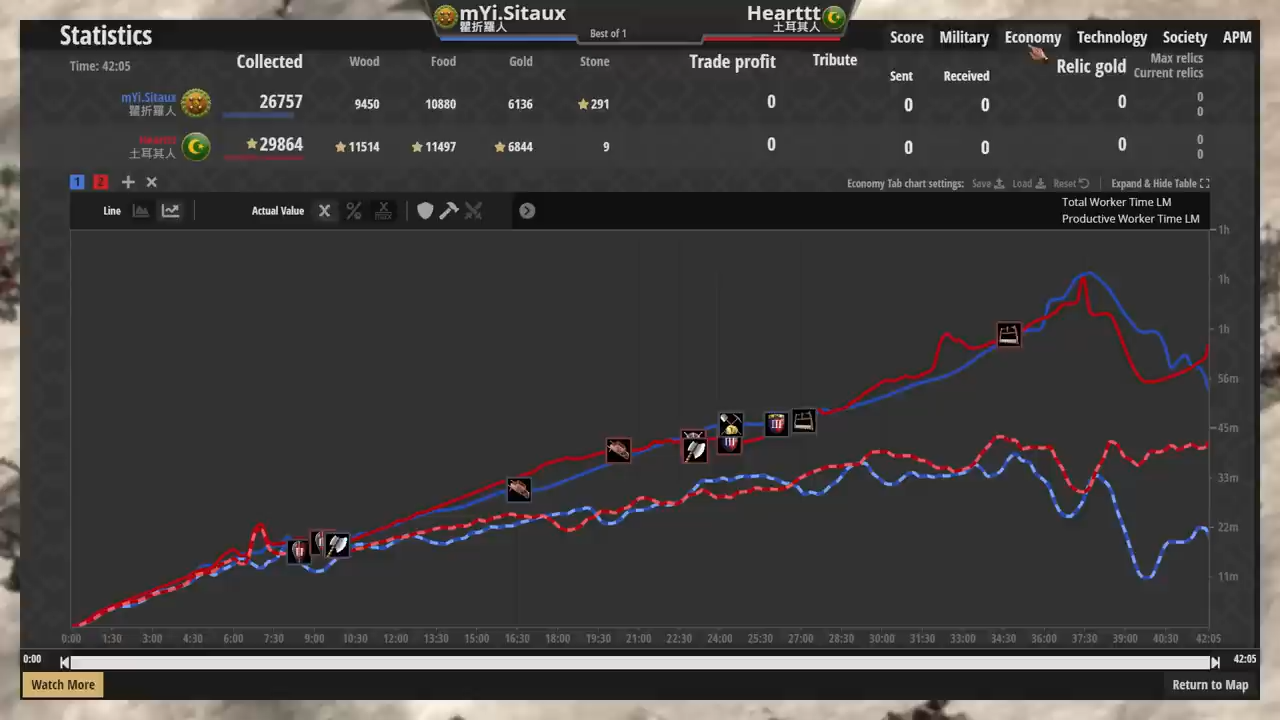 mYi.Sitaux Hearttt
瞿折羅人 Best of 1 土耳其人
Statistics Score Military Economy Technology Society APM
Time: 42:05 Collected Wood Food Gold Stone Trade profit Tribute Sent Received Relic gold Max relics
Current relics
mYi.Sitaux
瞿折羅人 26757 9450 10880 6136 291 0 0 0 0 0
0
Hearttt
土耳其人 29864 11514 11497 6844 9 0 0 0 0 0
0
1 2 Economy Tab chart settings: Save Load Reset Expand & Hide Table
Line Actual Value Total Worker Time LM
Productive Worker Time LM
1h
1h
1h
56m
45m
33m
22m
11m
0:00 1:30 3:00 4:30 6:00 7:30 9:00 10:30 12:00 13:30 15:00 16:30 18:00 19:30 21:00 22:30 24:00 25:30 27:00 28:30 30:00 31:30 33:00 34:30 36:00 37:30 39:00 40:30 42:05
0:00 42:05
Watch More Return to Map